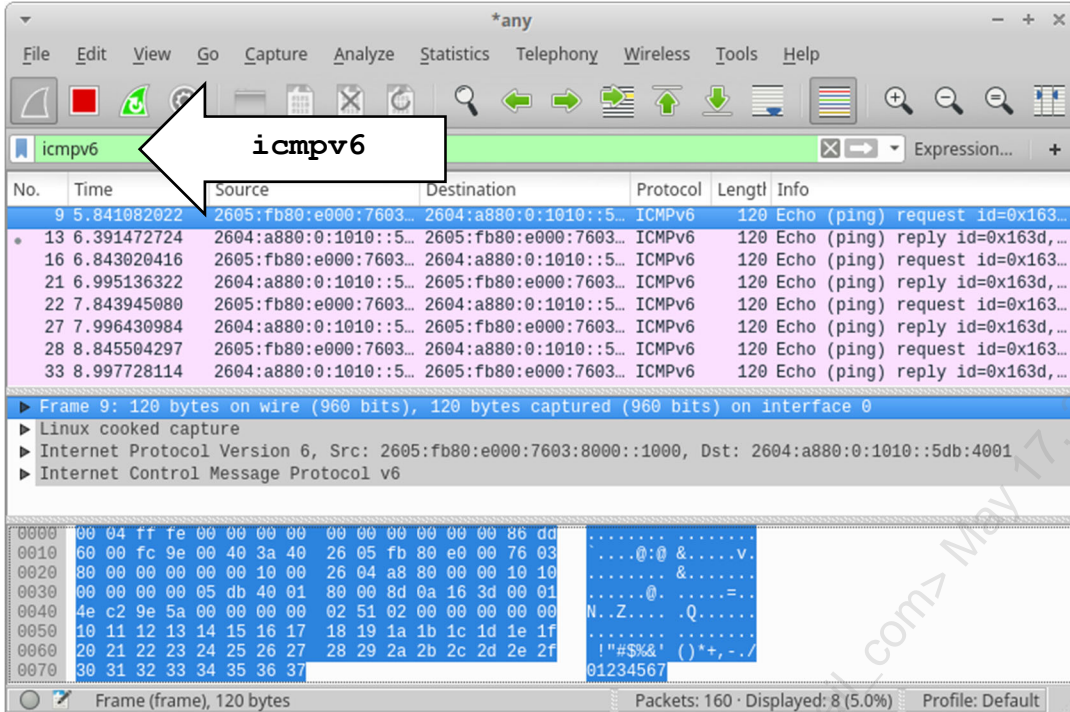 *any
File Edit View Go Capture Analyze Statistics Telephony Wireless Tools Help
icmpv6
icmpv6
Expression... +
No. Time Source Destination Protocol Length Info
9 5.841082022 2605:fb80:e000:7603… 2604:a880:0:1010::5… ICMPv6 120 Echo (ping) request id=0x163…
13 6.391472724 2604:a880:0:1010::5… 2605:fb80:e000:7603… ICMPv6 120 Echo (ping) reply id=0x163d,…
16 6.843020416 2605:fb80:e000:7603… 2604:a880:0:1010::5… ICMPv6 120 Echo (ping) request id=0x163…
21 6.995136322 2604:a880:0:1010::5… 2605:fb80:e000:7603… ICMPv6 120 Echo (ping) reply id=0x163d,…
22 7.843945080 2605:fb80:e000:7603… 2604:a880:0:1010::5… ICMPv6 120 Echo (ping) request id=0x163…
27 7.996430984 2604:a880:0:1010::5… 2605:fb80:e000:7603… ICMPv6 120 Echo (ping) reply id=0x163d,…
28 8.845504297 2605:fb80:e000:7603… 2604:a880:0:1010::5… ICMPv6 120 Echo (ping) request id=0x163…
33 8.997728114 2604:a880:0:1010::5… 2605:fb80:e000:7603… ICMPv6 120 Echo (ping) reply id=0x163d,…
Frame 9: 120 bytes on wire (960 bits), 120 bytes captured (960 bits) on interface 0
Linux cooked capture
Internet Protocol Version 6, Src: 2605:fb80:e000:7603:8000::1000, Dst: 2604:a880:0:1010::5db:4001
Internet Control Message Protocol v6
0000 00 04 ff fe 00 00 00 00 00 00 00 00 00 00 86 dd ........ ........
0010 60 00 fc 9e 00 40 3a 40 26 05 fb 80 e0 00 76 03 `....@:@ &.....v.
0020 80 00 00 00 00 00 10 00 26 04 a8 80 00 00 10 10 ........ &.......
0030 00 00 00 00 05 db 40 01 80 00 8d 0a 16 3d 00 01 ......@. .....=..
0040 4e c2 9e 5a 00 00 00 00 02 51 02 00 00 00 00 00 N..Z.... .Q......
0050 10 11 12 13 14 15 16 17 18 19 1a 1b 1c 1d 1e 1f ........ ........
0060 20 21 22 23 24 25 26 27 28 29 2a 2b 2c 2d 2e 2f  !"#$%&' ()*+,-./
0070 30 31 32 33 34 35 36 37 01234567
Frame (frame), 120 bytes Packets: 160 · Displayed: 8 (5.0%) Profile: Default
com> May 17